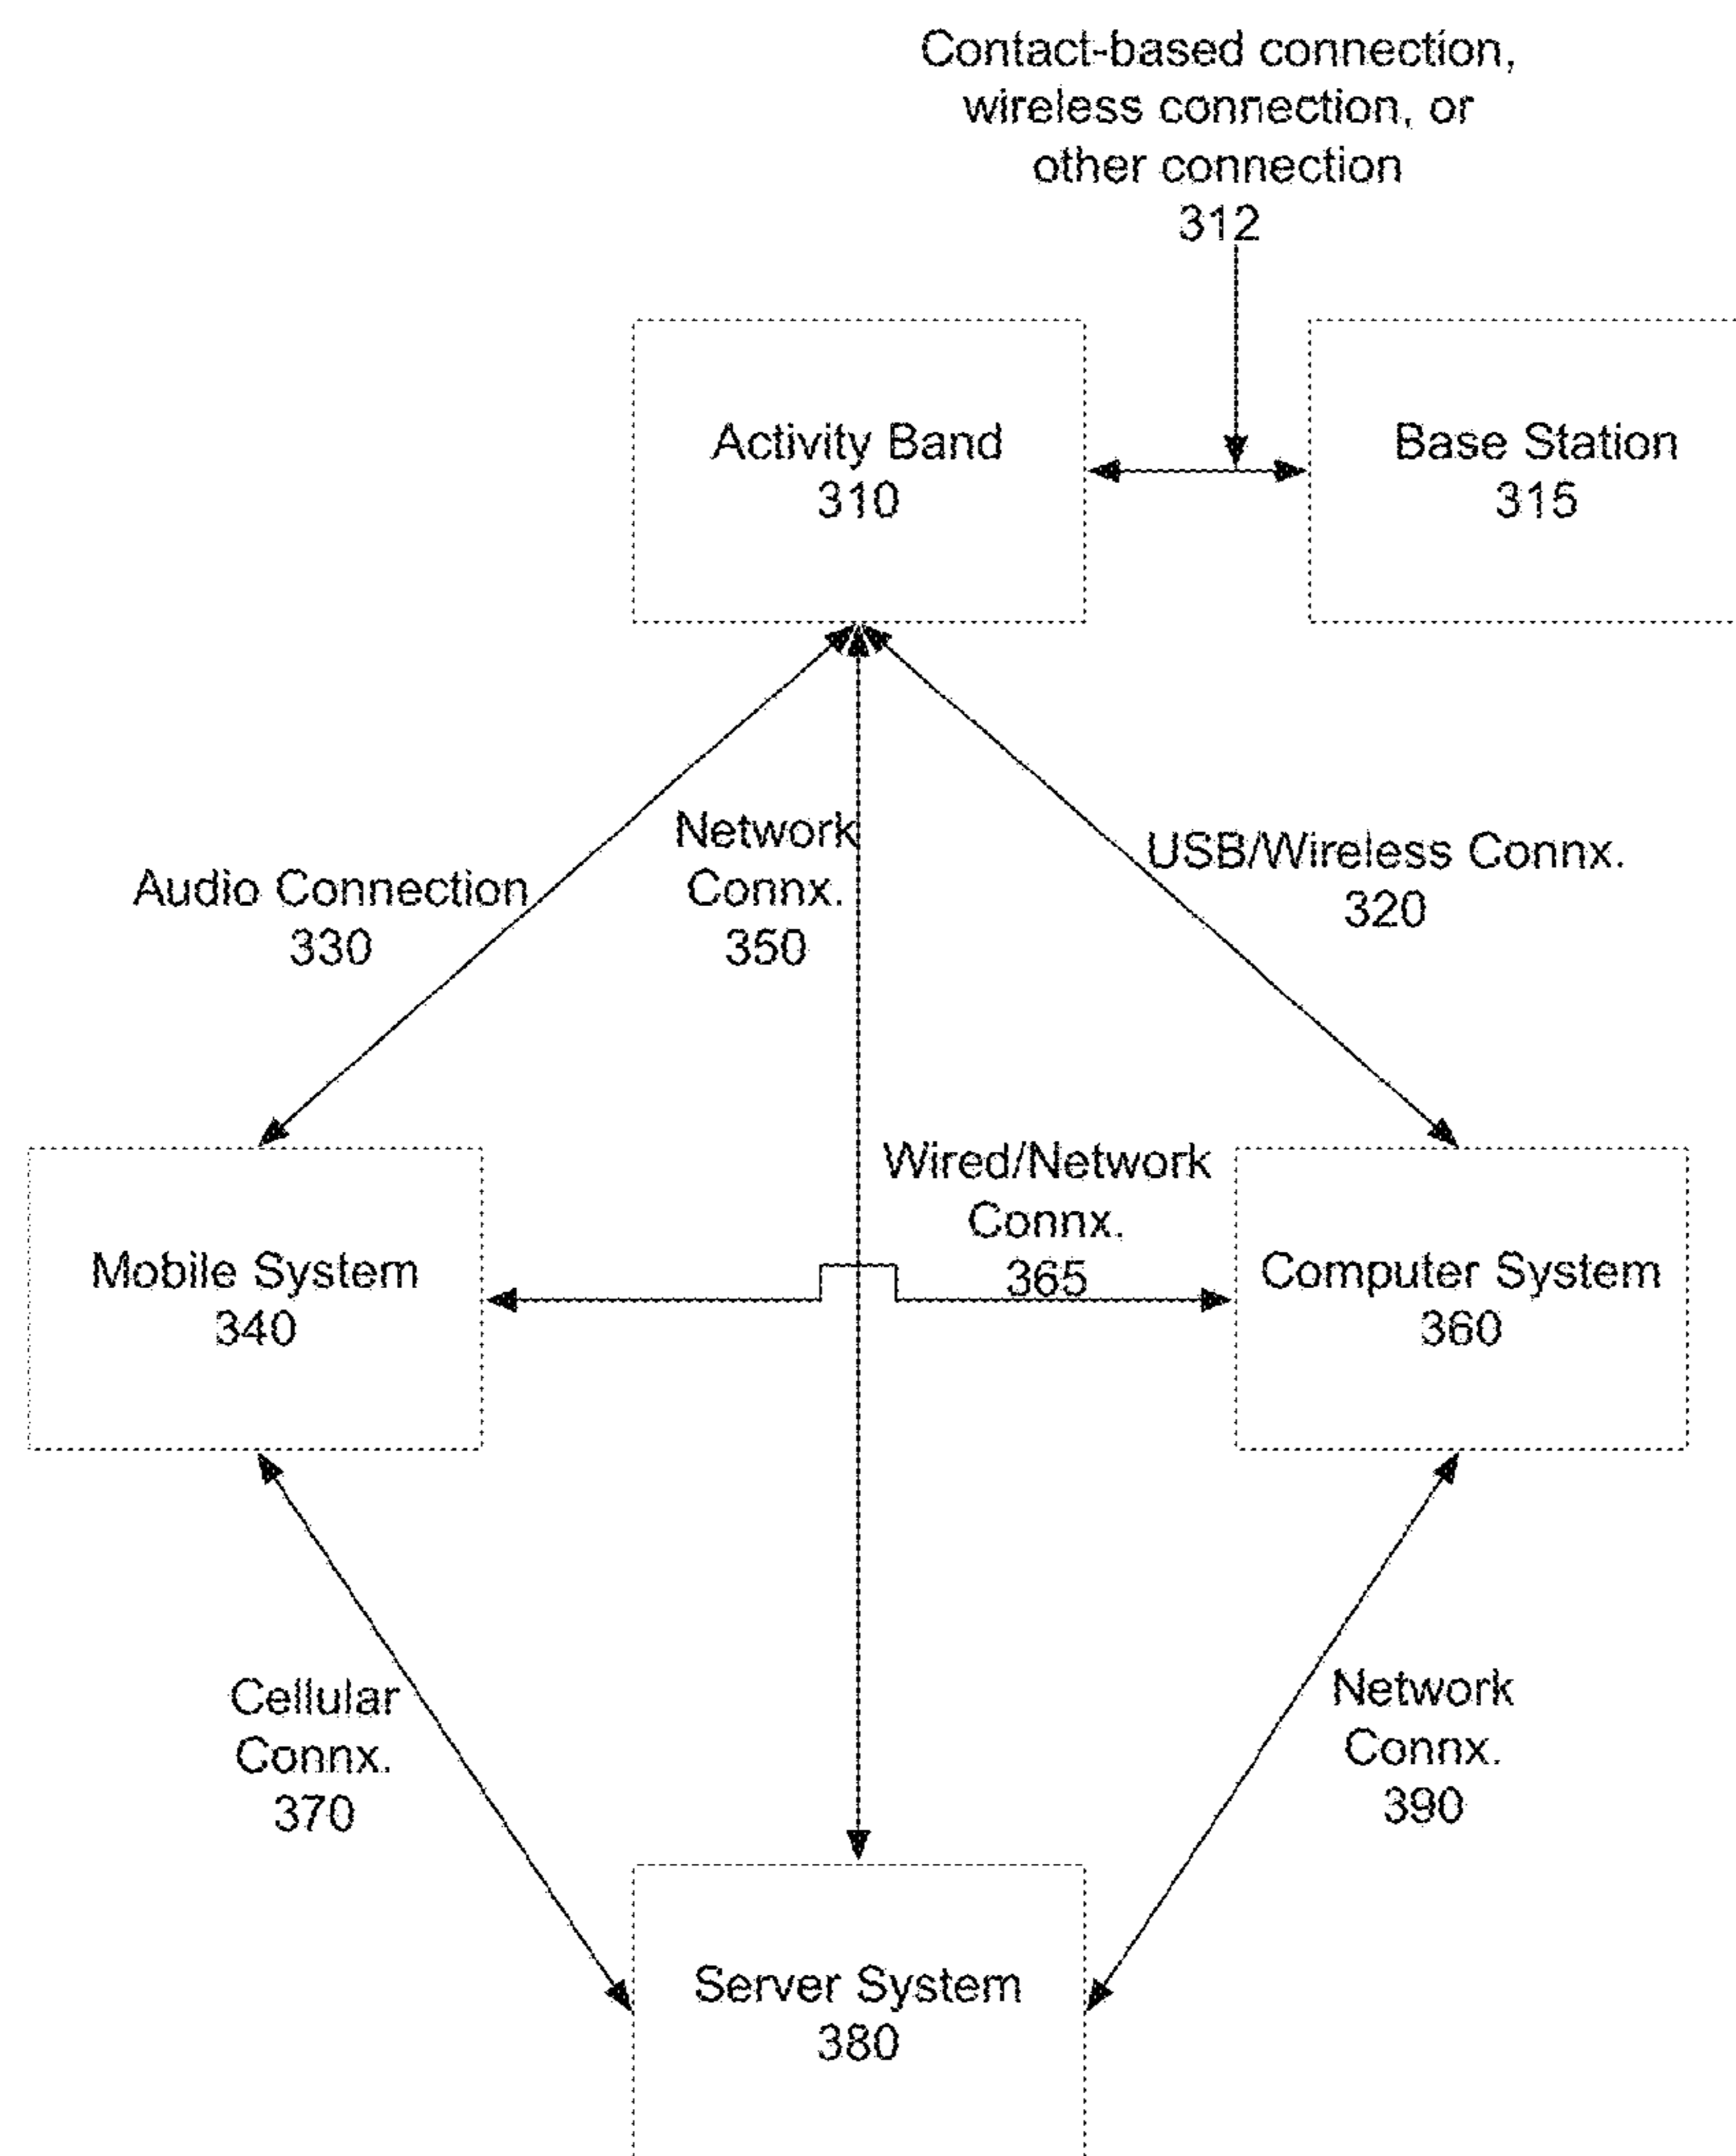 Contact-based connection,
wireless connection, or
other connection
312
Activity Band
310
Base Station
315
Network
Connx.
350
Audio Connection
330
USB/Wireless Connx.
320
Wired/Network
Connx.
365
Mobile System
340
Computer System
360
Cellular
Connx.
370
Network
Connx.
390
Server System
380